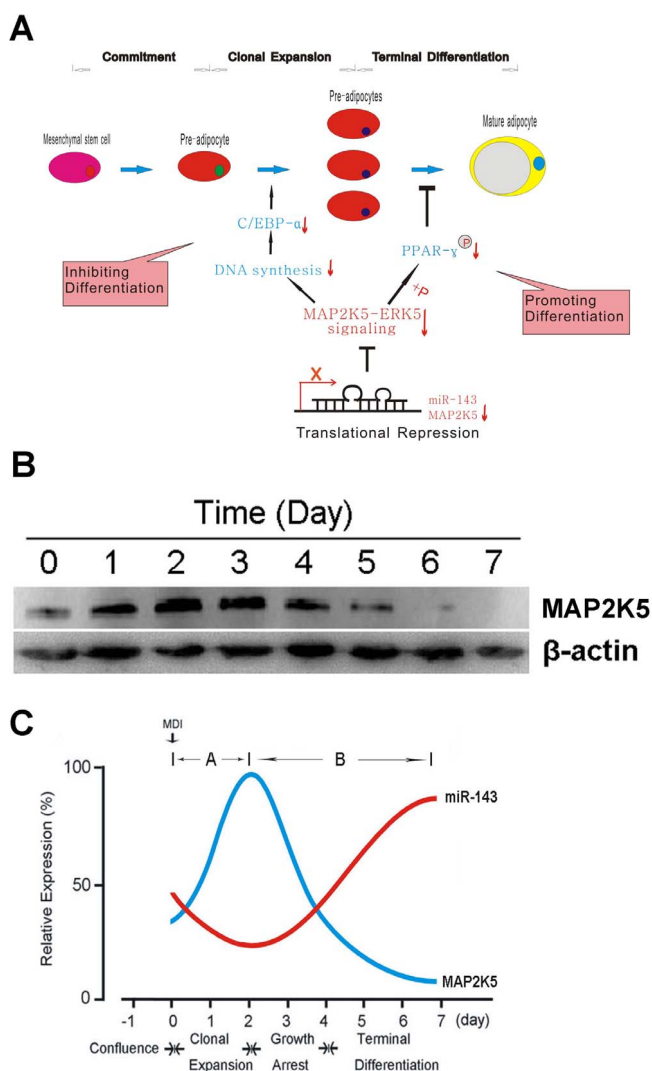 A
Commitment
Clonal Expansion
Terminal Differentiation
Mesenchymal stem cell
Pre-adipocyte
Pre-adipocytes
Mature adipocyte
C/EBP-α
PPAR-ɣ
P
DNA synthesis
+P
Inhibiting
Differentiation
Promoting
Differentiation
MAP2K5-ERK5
signaling
X
miR-143
MAP2K5
Translational Repression
B
Time (Day)
0 1 2 3 4 5 6 7
MAP2K5
β-actin
C
MDI
A
B
100
50
0
Relative Expression (%)
miR-143
MAP2K5
-1 0 1 2 3 4 5 6 7 (day)
Confluence
Clonal
Expansion
Growth
Arrest
Terminal
Differentiation